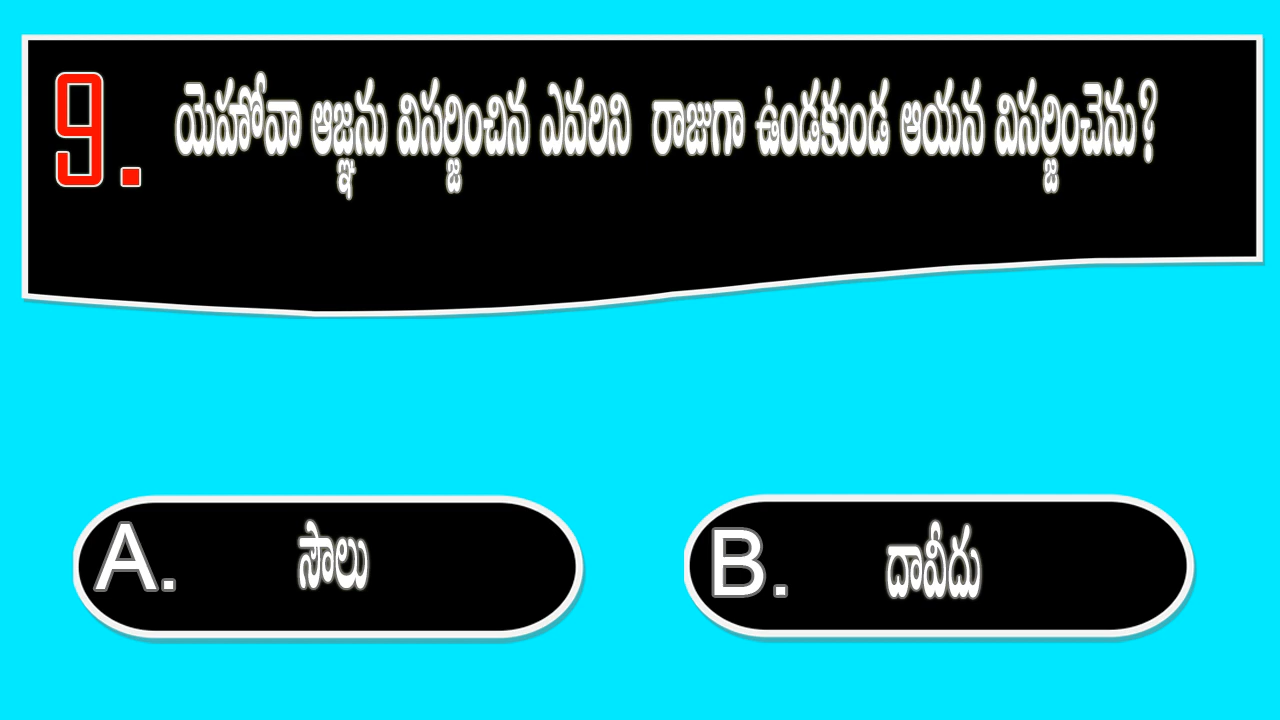 9. యెహోవా ఆజ్ఞను విసర్జించిన ఎవరిని రాజుగా ఉండకుండ ఆయన విసర్జించెను?
A. సౌలు
B. దావీదు